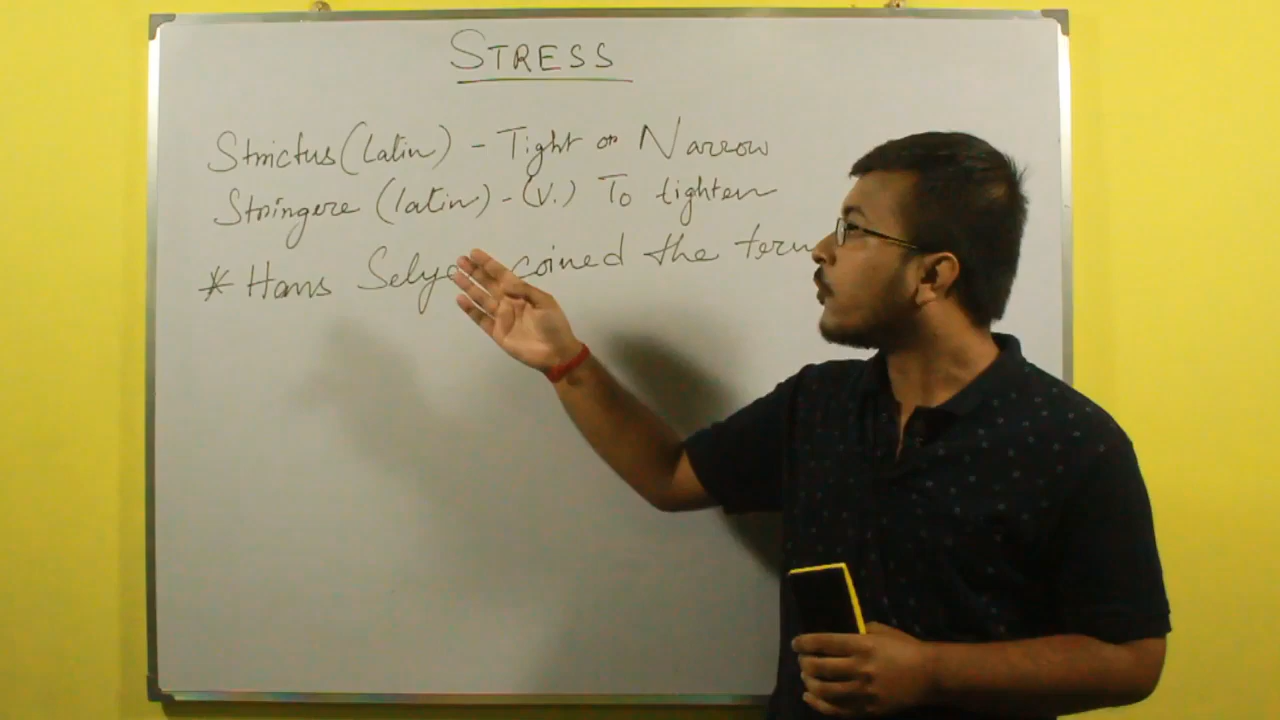 STRESS
Strictus (Latin) - Tight or Narrow
Stringere (Latin) - (V.) To tighten
* Hans Selye coined the term